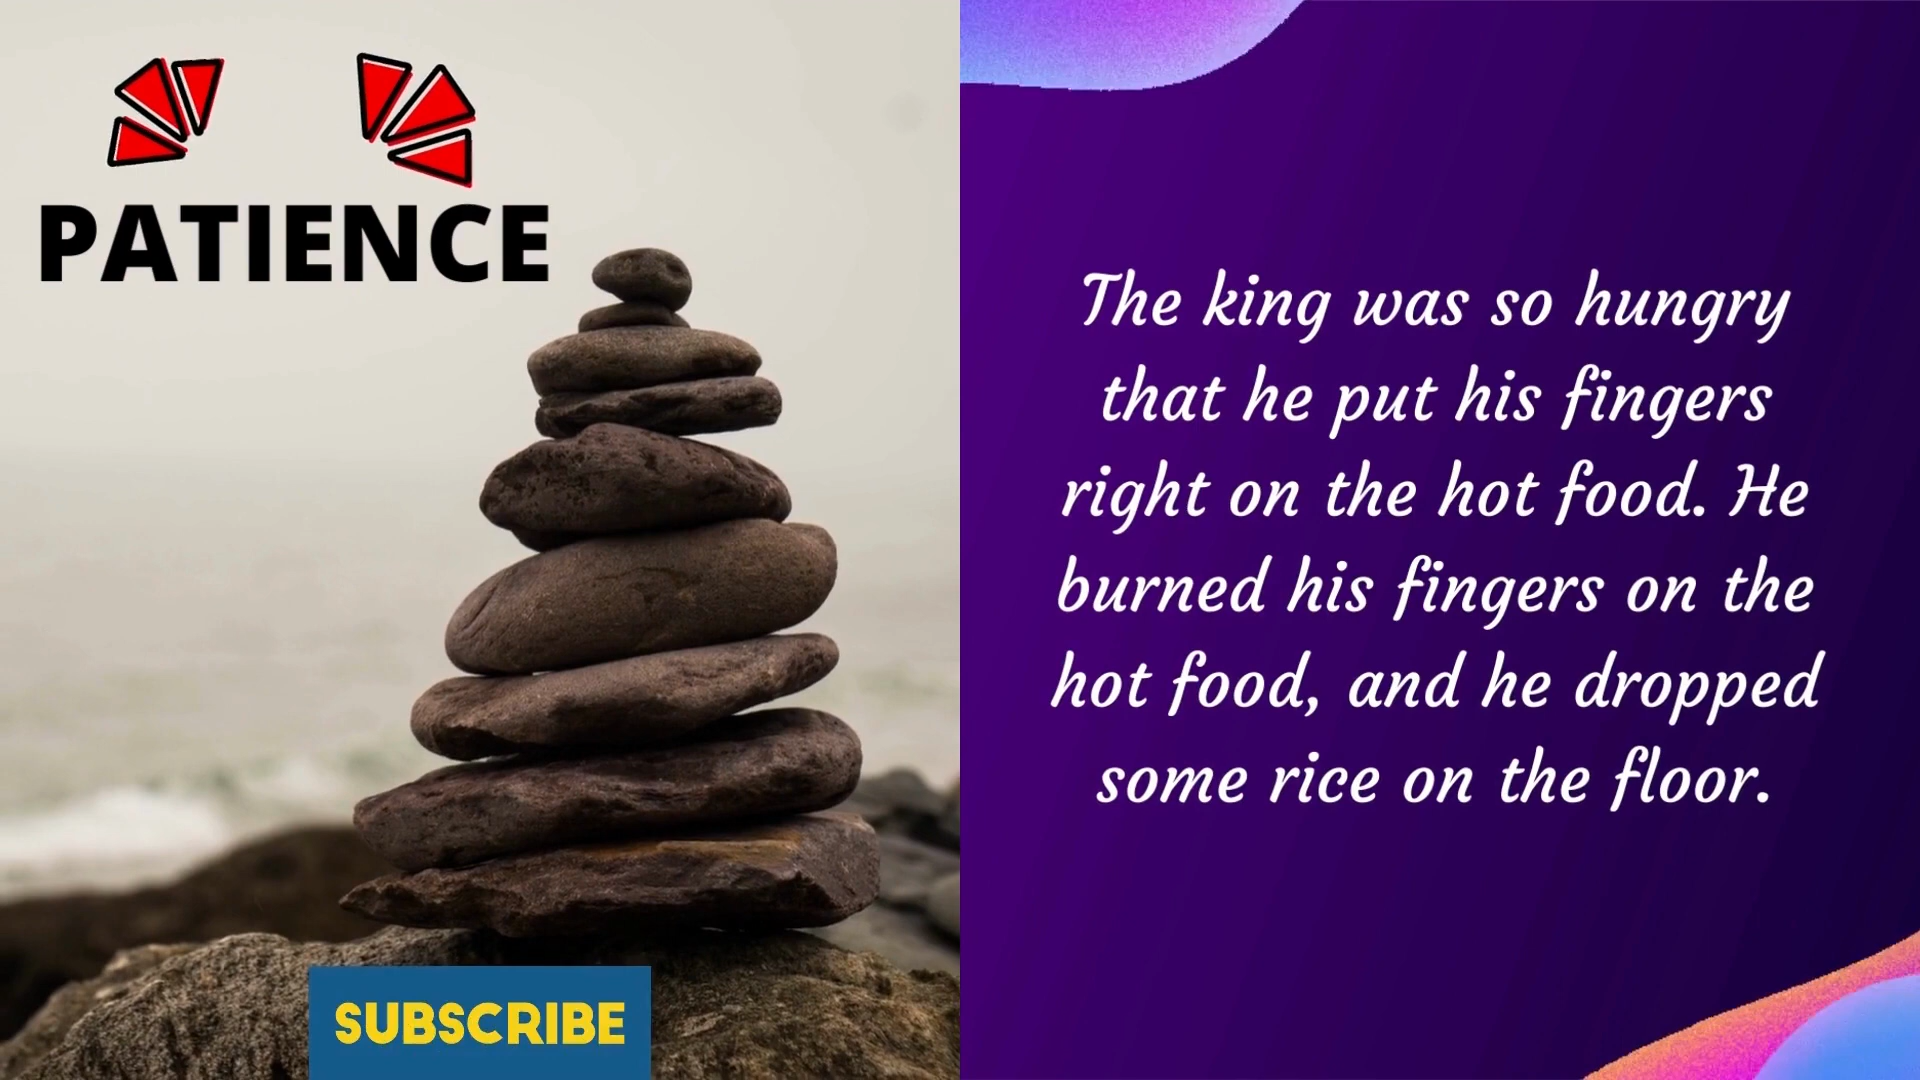 PATIENCE
SUBSCRIBE
The king was so hungry
that he put his fingers
right on the hot food. He
burned his fingers on the
hot food, and he dropped
some rice on the floor.